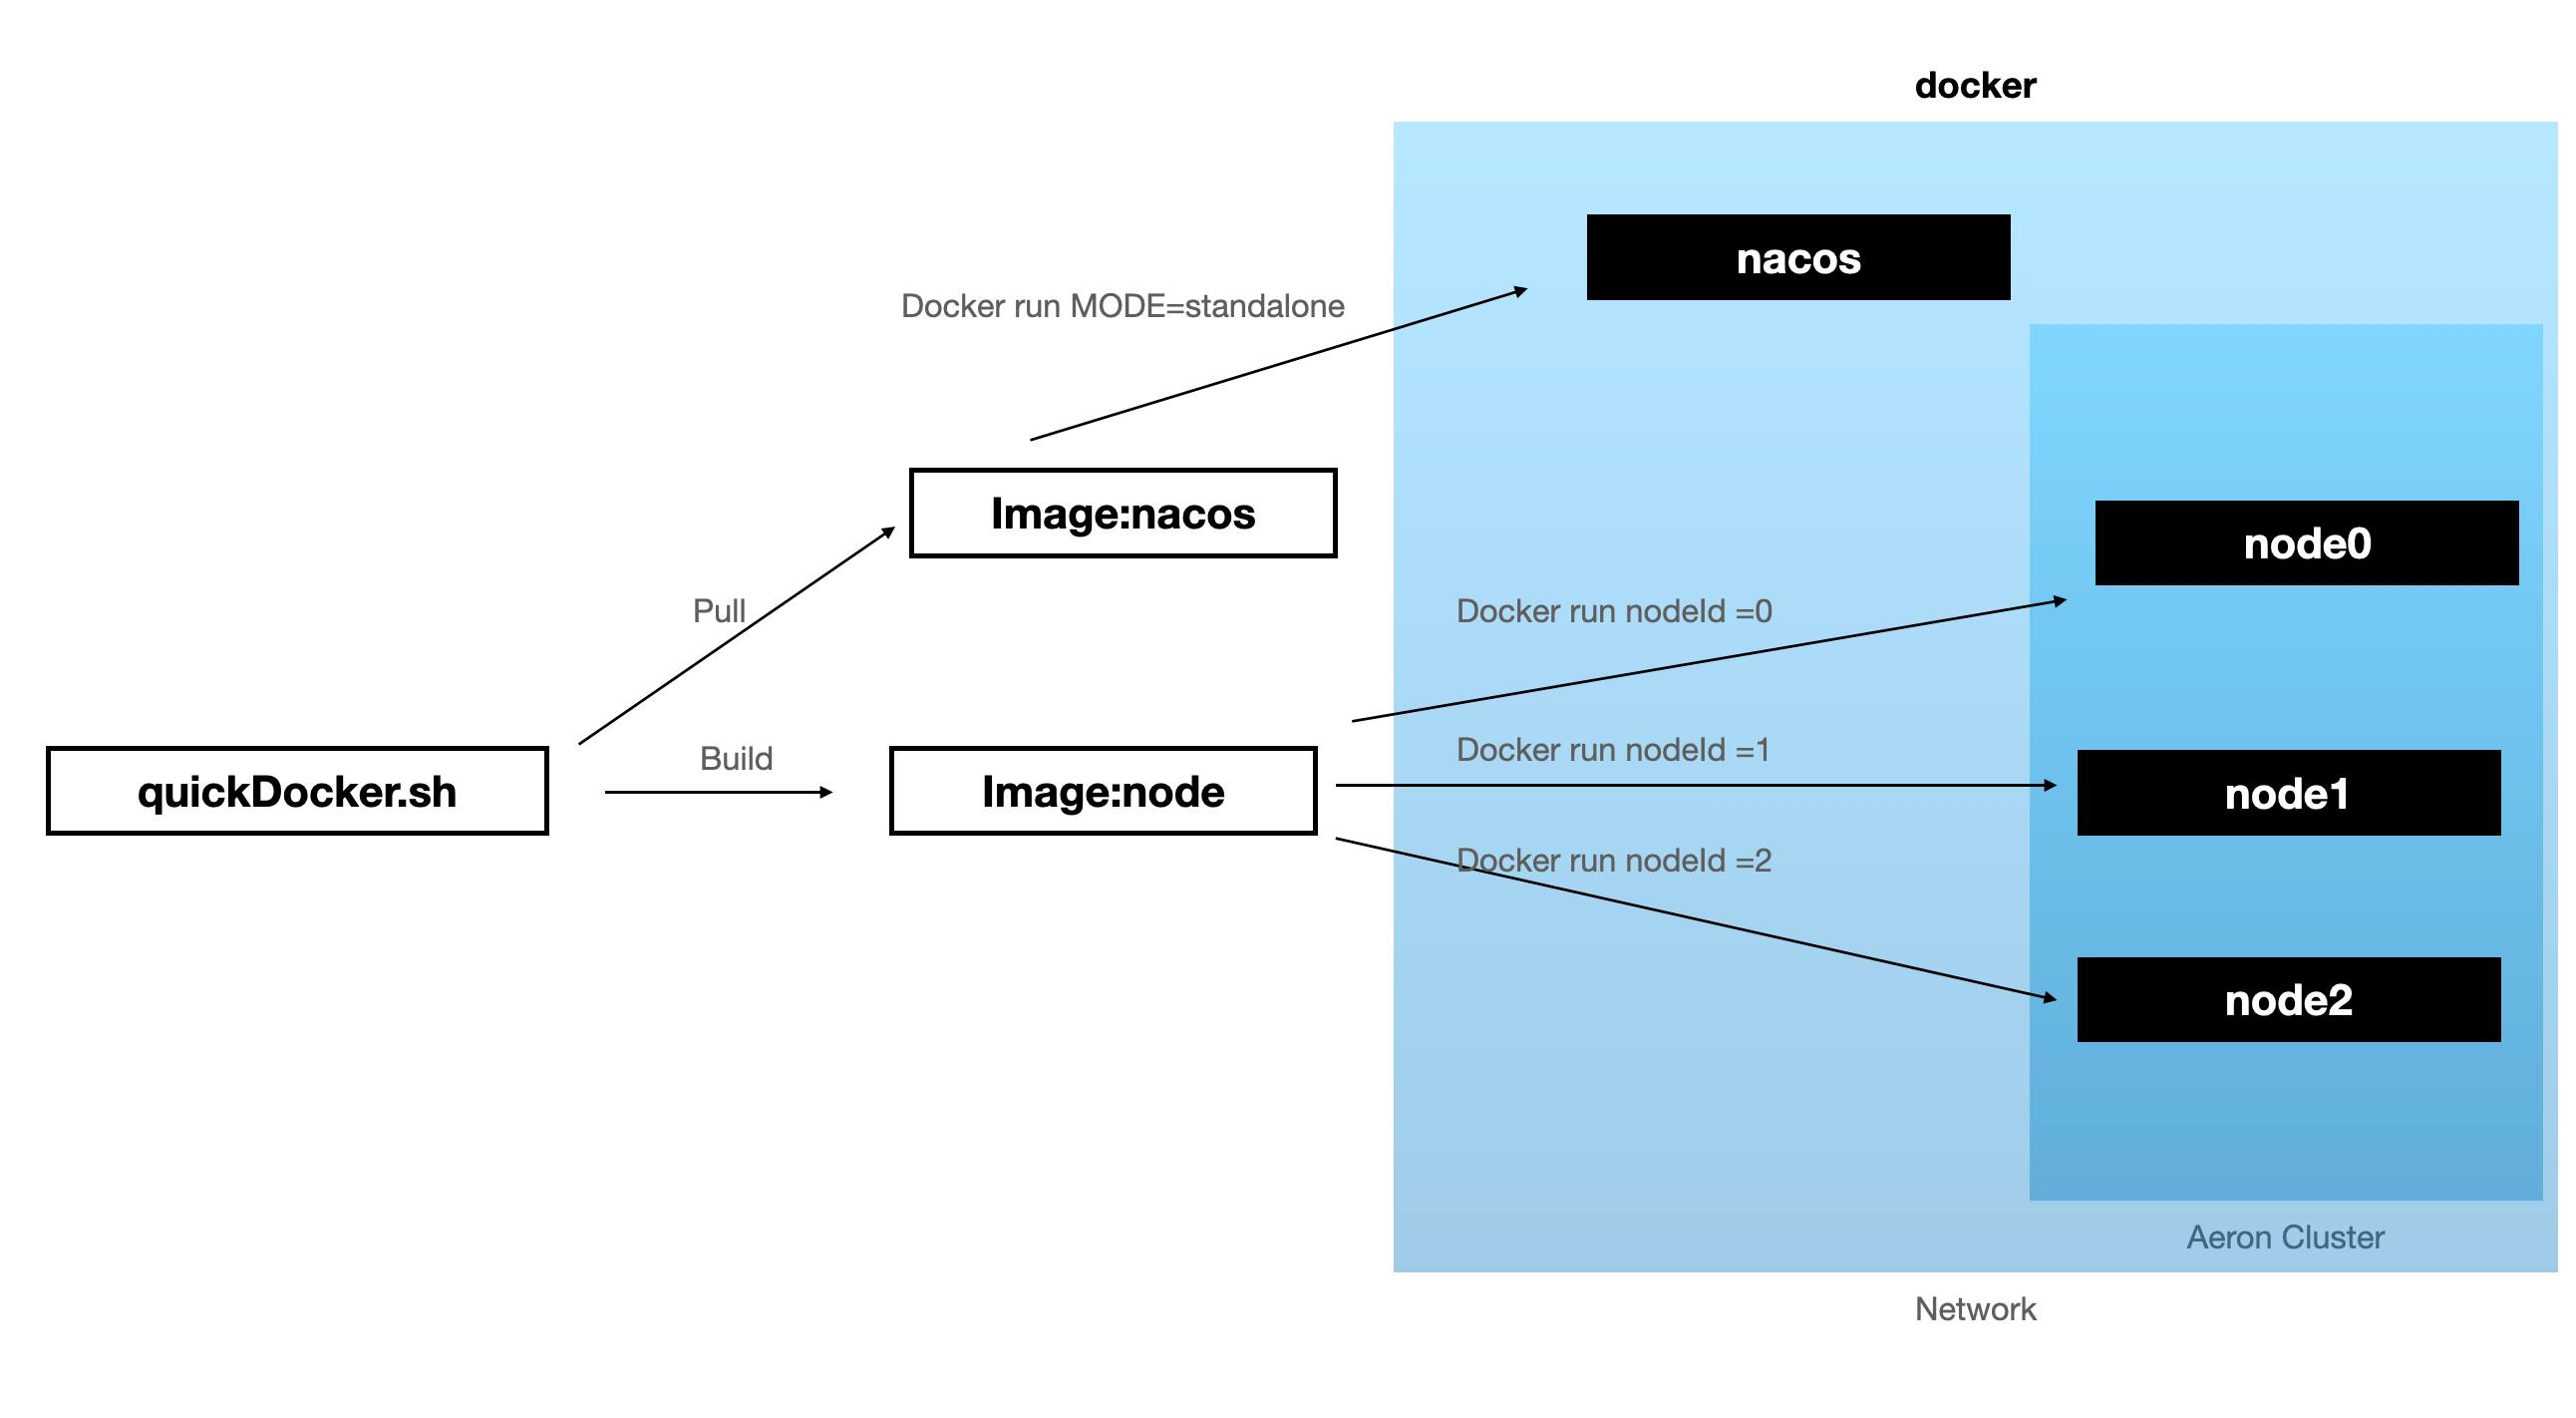 docker
nacos
Docker run MODE=standalone
Image:nacos
node0
Pull
Docker run nodeId =0
Build
Docker run nodeId =1
quickDocker.sh
Image:node
node1
Docker run nodeId =2
node2
Aeron Cluster
Network